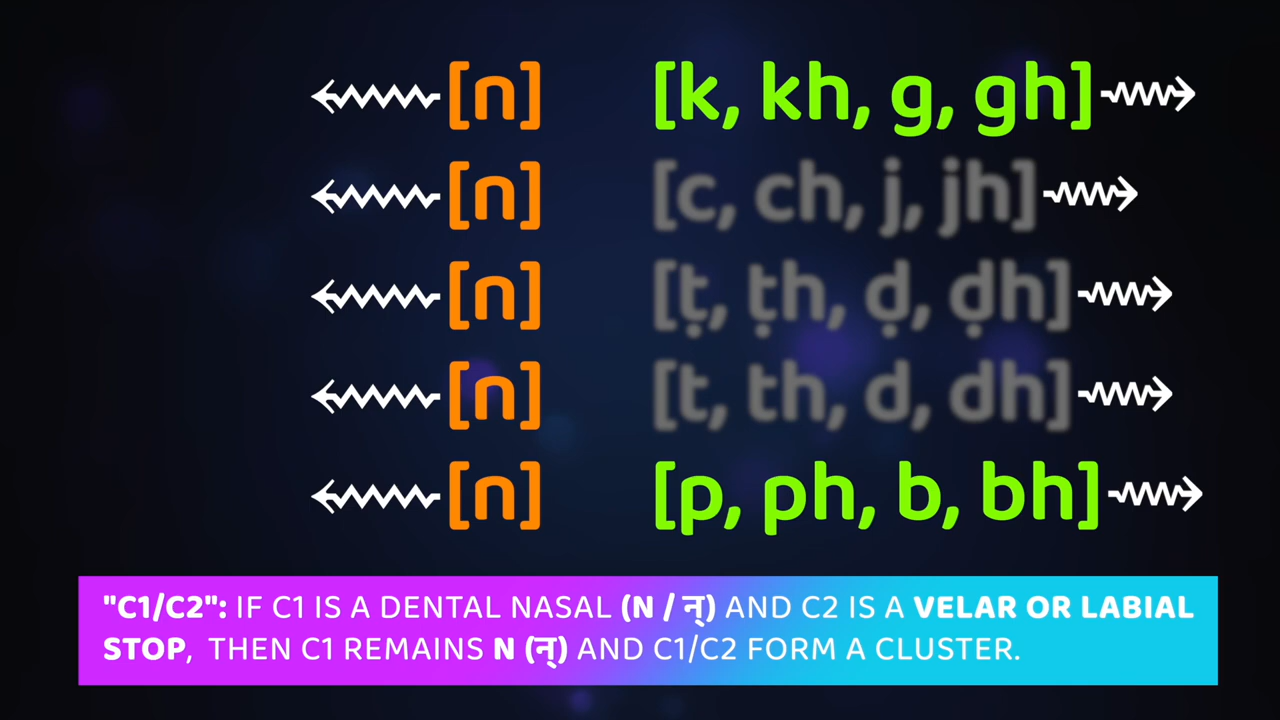 [n] [k, kh, g, gh]
[n] [c, ch, j, jh]
[n] [ṭ, ṭh, ḍ, ḍh]
[n] [t, th, d, dh]
[n] [p, ph, b, bh]
"C1/C2": IF C1 IS A DENTAL NASAL (N / न्) AND C2 IS A VELAR OR LABIAL
STOP, THEN C1 REMAINS N (न्) AND C1/C2 FORM A CLUSTER.